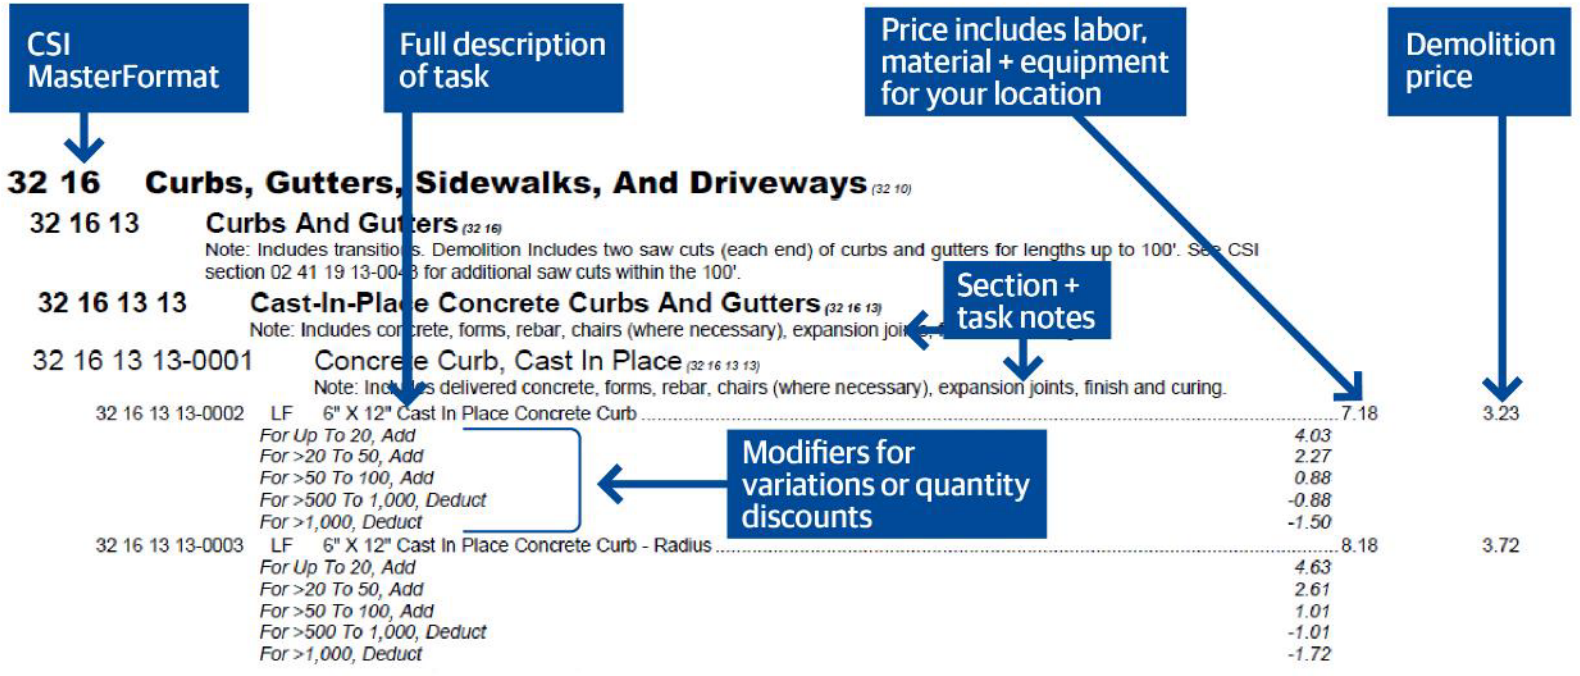 CSI
MasterFormat
Full description
of task
Price includes labor,
material + equipment
for your location
Demolition
price
32 16 Curbs, Gutters, Sidewalks, And Driveways (32 10)
32 16 13 Curbs And Gutters (32 16)
Note: Includes transitions. Demolition Includes two saw cuts (each end) of curbs and gutters for lengths up to 100'. See CSI
section 02 41 19 13-0043 for additional saw cuts within the 100'.
Section +
task notes
32 16 13 13 Cast-In-Place Concrete Curbs And Gutters (32 16 13)
Note: Includes concrete, forms, rebar, chairs (where necessary), expansion joints,
32 16 13 13-0001 Concrete Curb, Cast In Place (32 16 13 13)
Note: Includes delivered concrete, forms, rebar, chairs (where necessary), expansion joints, finish and curing.
32 16 13 13-0002 LF 6" X 12" Cast In Place Concrete Curb 7.18 3.23
For Up To 20, Add 4.03
For >20 To 50, Add 2.27
For >50 To 100, Add 0.88
For >500 To 1,000, Deduct -0.88
For >1,000, Deduct -1.50
Modifiers for
variations or quantity
discounts
32 16 13 13-0003 LF 6" X 12" Cast In Place Concrete Curb - Radius 8.18 3.72
For Up To 20, Add 4.63
For >20 To 50, Add 2.61
For >50 To 100, Add 1.01
For >500 To 1,000, Deduct -1.01
For >1,000, Deduct -1.72